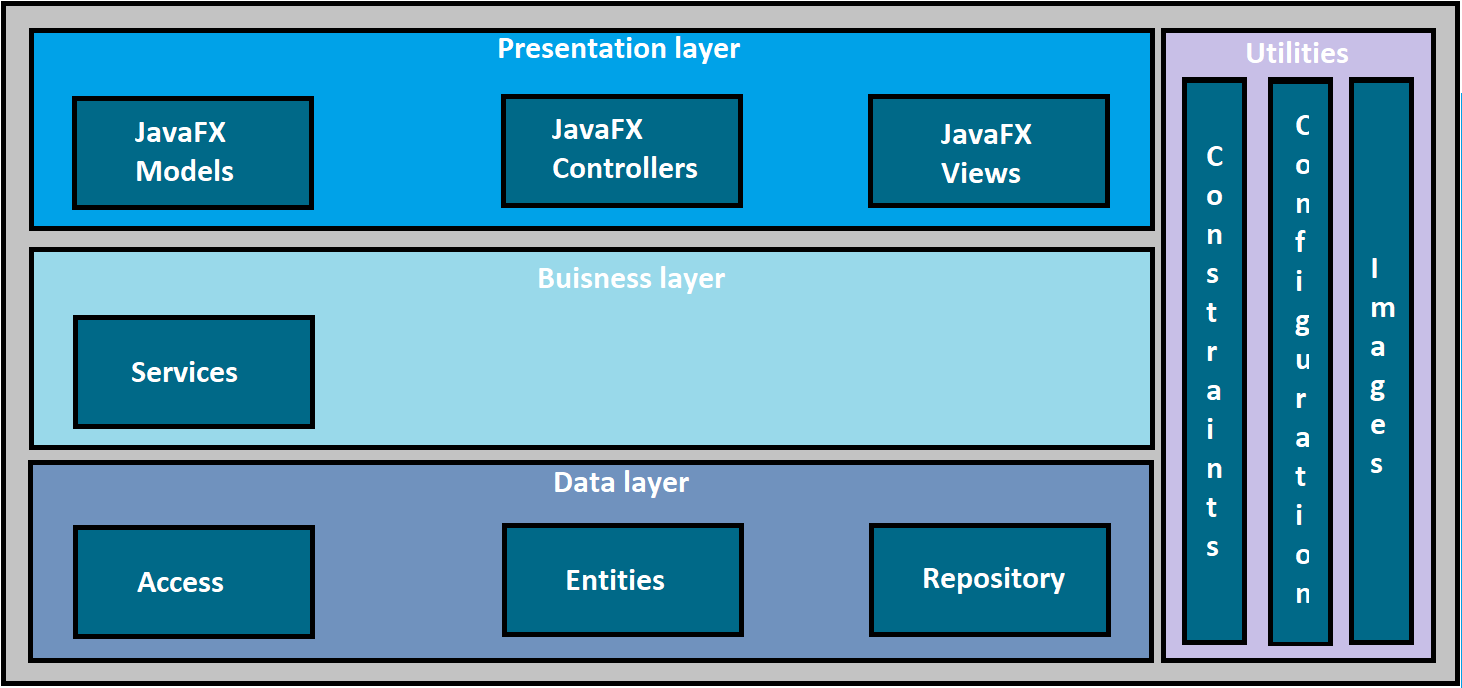 Presentation layer
JavaFX
Models
JavaFX
Controllers
JavaFX
Views
Buisness layer
Services
Data layer
Access
Entities
Repository
Utilities
Constraints
Configuration
Images